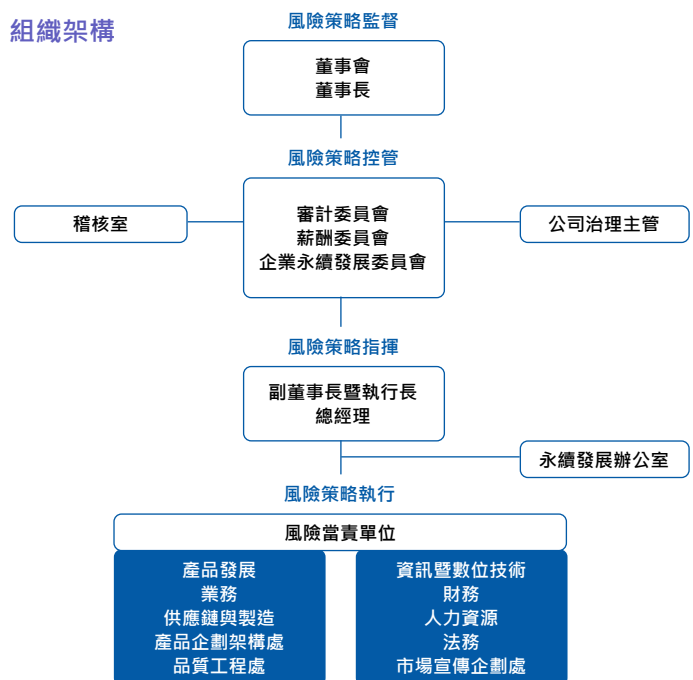 組織架構
風險策略監督
董事會
董事長
風險策略控管
稽核室
審計委員會
薪酬委員會
企業永續發展委員會
公司治理主管
風險策略指揮
副董事長暨執行長
總經理
永續發展辦公室
風險策略執行
風險當責單位
產品發展
業務
供應鏈與製造
產品企劃架構處
品質工程處
資訊暨數位技術
財務
人力資源
法務
市場宣傳企劃處